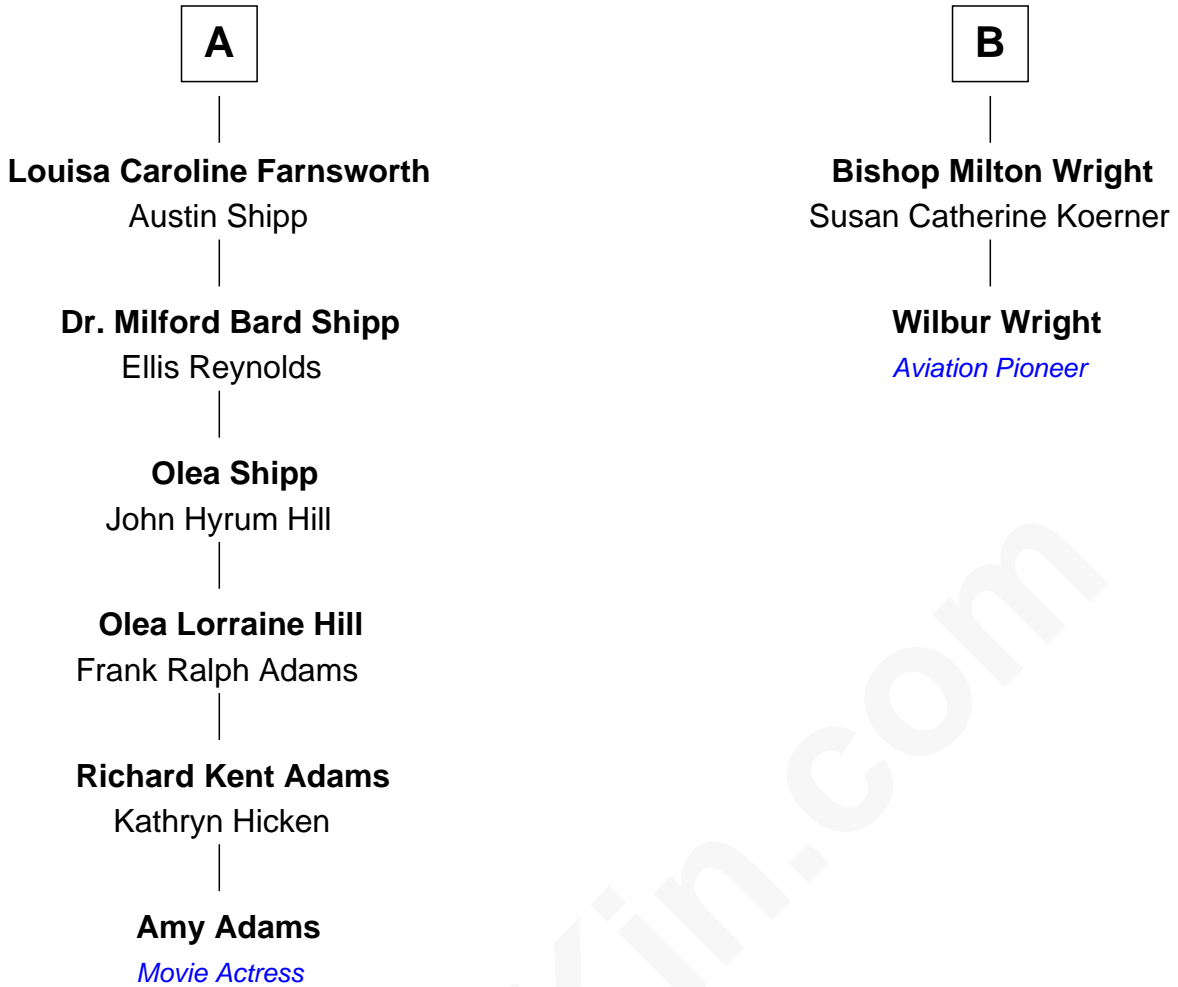 A
Louisa Caroline Farnsworth
Austin Shipp
Dr. Milford Bard Shipp
Ellis Reynolds
Olea Shipp
John Hyrum Hill
Olea Lorraine Hill
Frank Ralph Adams
Richard Kent Adams
Kathryn Hicken
Amy Adams
Movie Actress
B
Bishop Milton Wright
Susan Catherine Koerner
Wilbur Wright
Aviation Pioneer
Kin.com